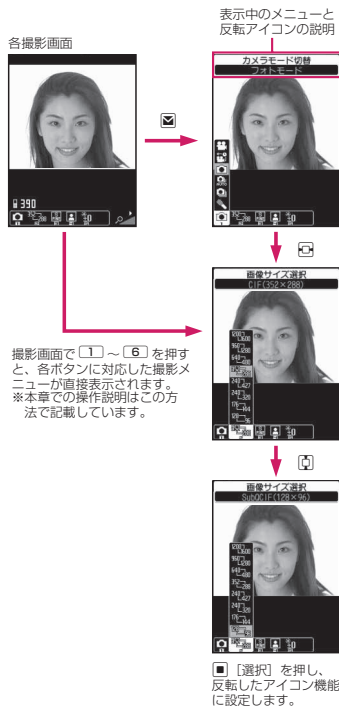 表示中のメニューと
反転アイコンの説明
各撮影画面
カメラモード切替
フォトモード
390
画像サイズ選択
CIF(352×288)
撮影画面で 1 ～ 6 を押す
と、各ボタンに対応した撮影メ
ニューが直接表示されます。
※本章での操作説明はこの方
法で記載しています。
画像サイズ選択
SubQCIF(128×96)
[選択] を押し、
反転したアイコン機能
に設定します。